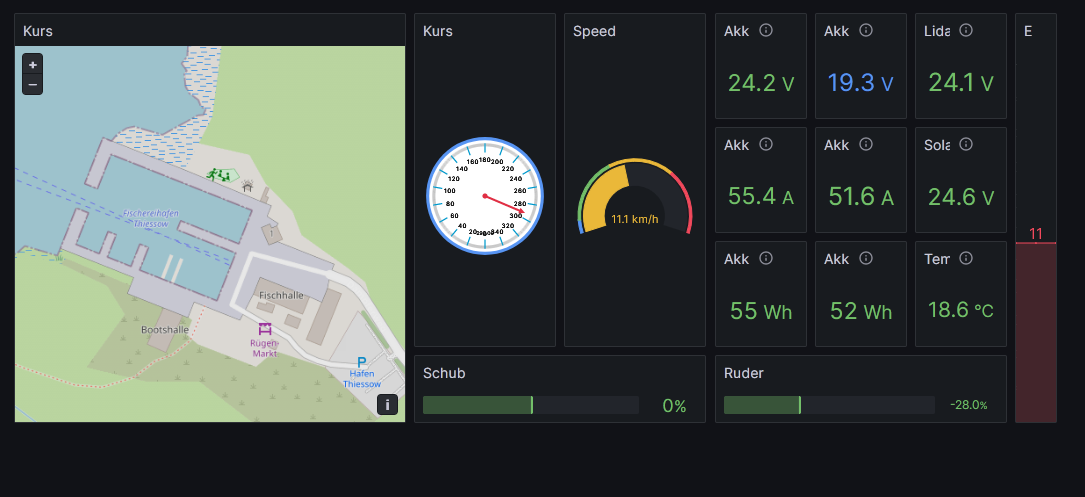 Kurs
+
−
Fischereihafen
Thiessow
Fischhalle
Bootshalle
Rügen-
Markt
P
Hafen
Thiessow
i
Kurs
160 180 200
140 220
120 240
100 260
80 280
60 300
40 320
20 340
Speed
11.1 km/h
Akk
24.2 V
Akk
19.3 V
Lida
24.1 V
Akk
55.4 A
Akk
51.6 A
Sola
24.6 V
Akk
55 Wh
Akk
52 Wh
Tem
18.6 °C
E
11
Schub
0%
Ruder
-28.0%